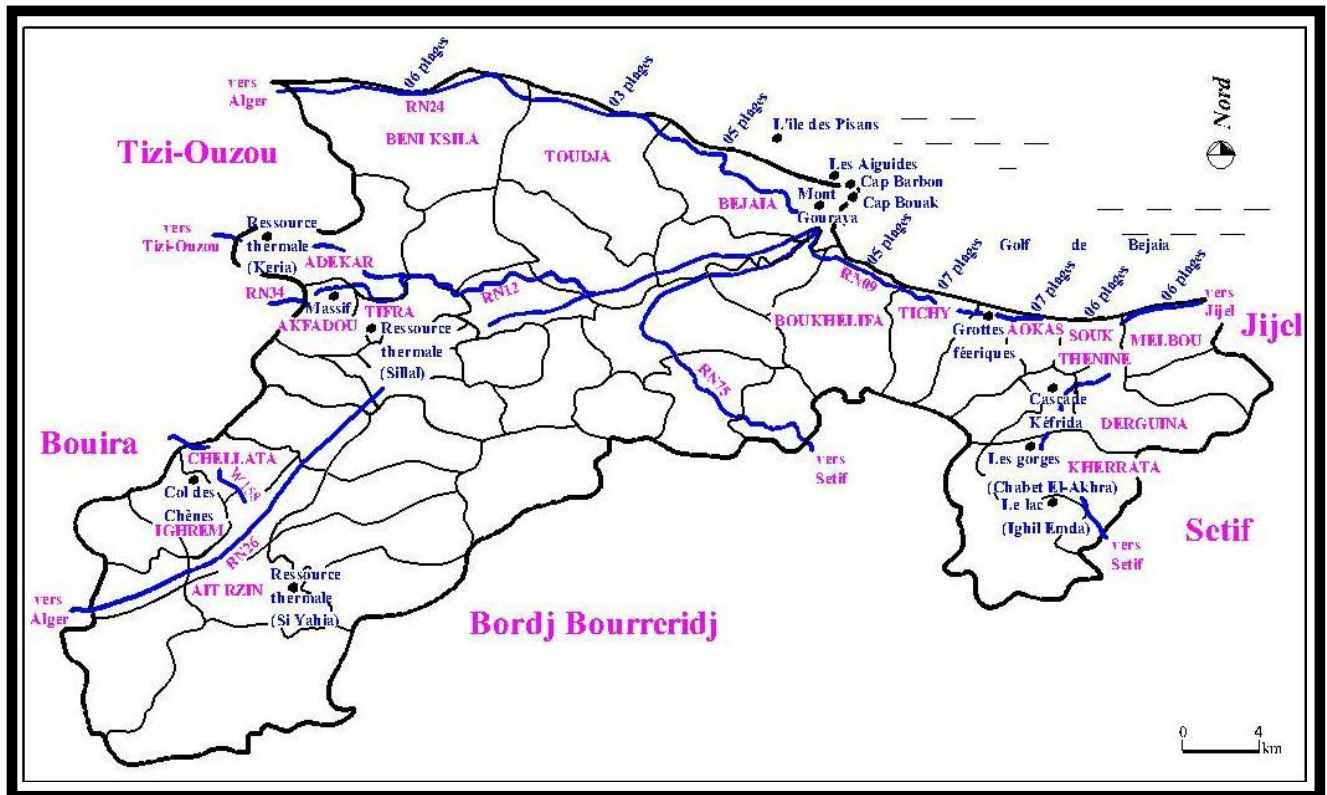 06 plages
vers
Alger
RN24
03 plages
Nord
BENI KSILA
Tizi-Ouzou
TOUDJA
05 plages
L'île des Pisans
Les Aiguides
Cap Barbon
Mont
Gouraya
Cap Bouak
BEJAIA
vers
Tizi-Ouzou
Ressource
thermale
(Keria)
ADEKAR
05 plages
Golf de Bejaia
RN09
07 plages
RN34
Massif
AKFADOU
TIFRA
RN12
Ressource
thermale
(Sillal)
BOUKHELIFA
TICHY
Grottes
féeriques
07 plages
AOKAS
06 plages
SOUK
THENINE
06 plages
MELBOU
vers
Jijel
Jijel
RN75
Cascade
Kéfrida
DERGUINA
Bouira
CHELLATA
W158
Col des
Chènes
IGHREM
vers
Setif
Les gorges
(Chabet El-Akhra)
KHERRATA
Le lac
(Ighil Emda)
Setif
vers
Setif
RN26
AIT RZIN
Ressource
thermale
(Si Yahia)
vers
Alger
Bordj Bourreridj
0 4
km